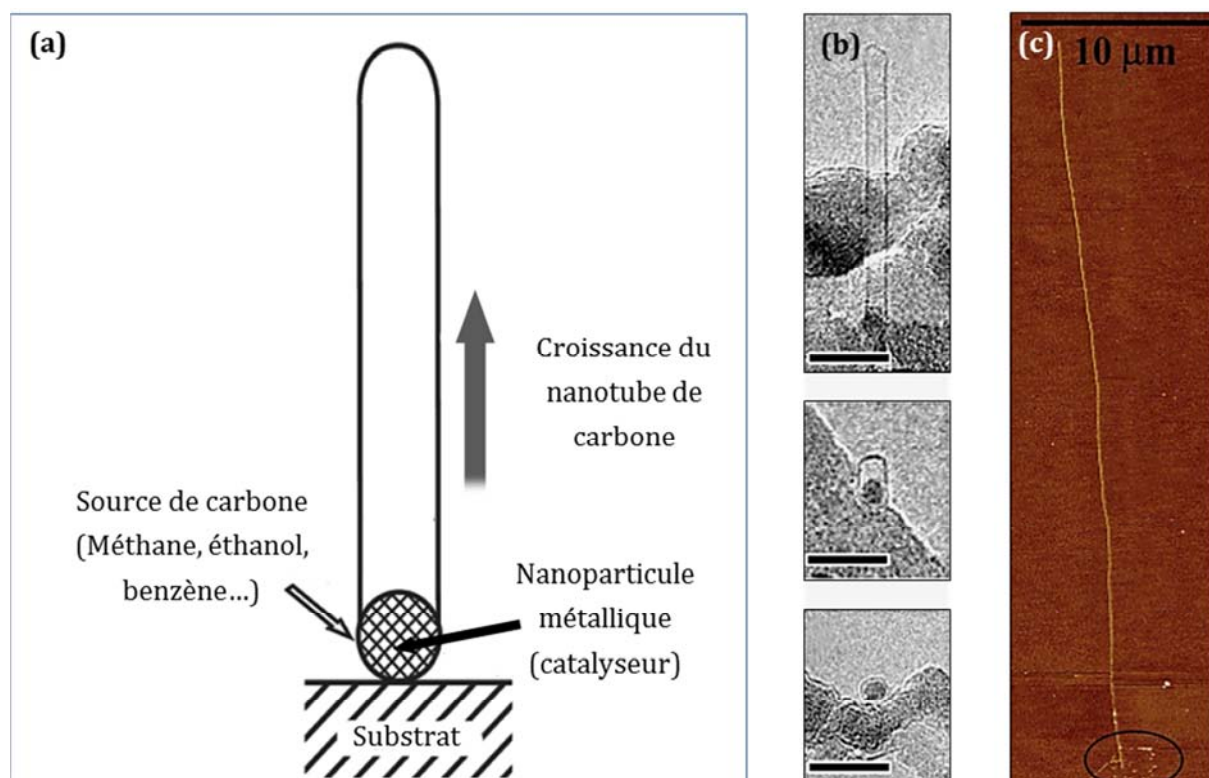 (a)
Croissance du
nanotube de
carbone
Source de carbone
(Méthane, éthanol,
benzène…)
Nanoparticule
métallique
(catalyseur)
Substrat
(b)
(c)
10 μm